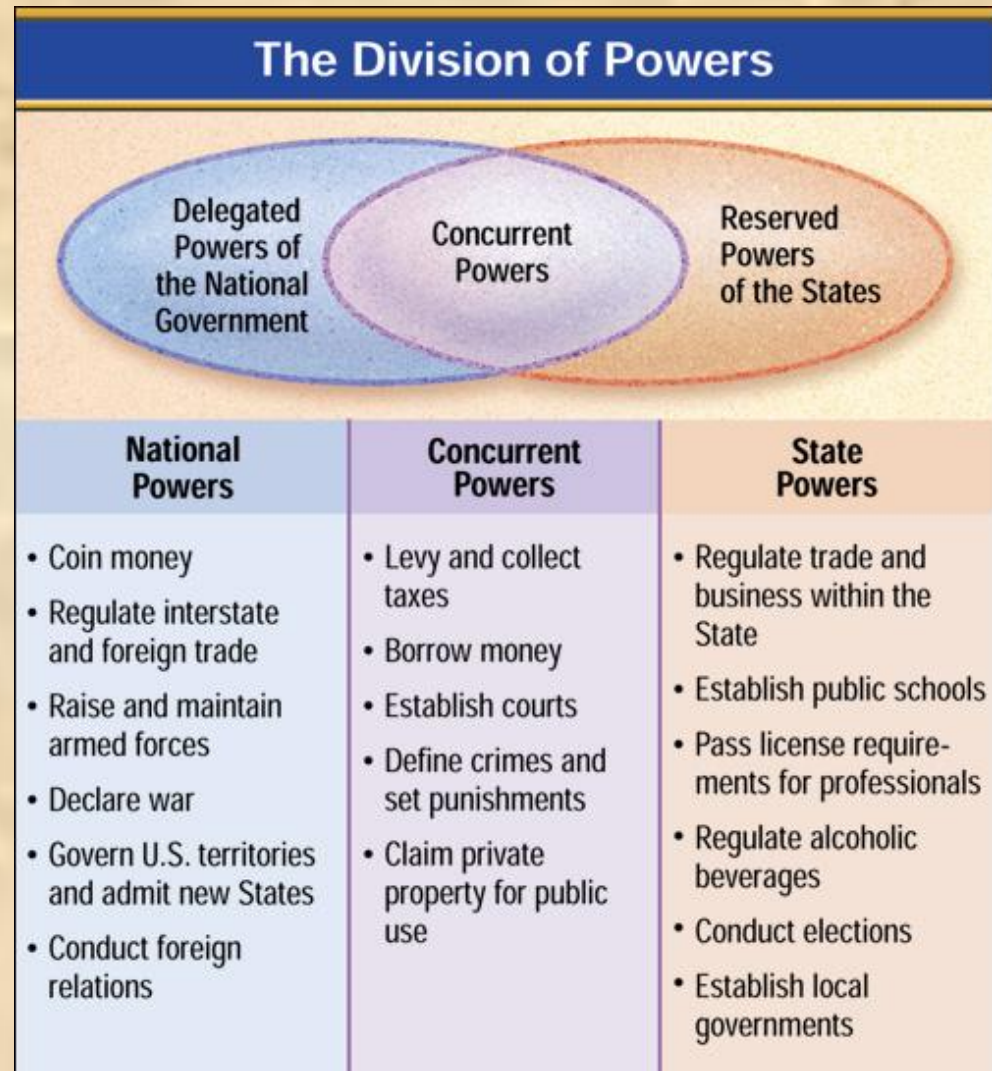 The Division of Powers
Delegated
Powers of
the National
Government
Concurrent
Powers
Reserved
Powers
of the States
National
Powers
• Coin money
• Regulate interstate
and foreign trade
• Raise and maintain
armed forces
• Declare war
• Govern U.S. territories
and admit new States
• Conduct foreign
relations
Concurrent
Powers
• Levy and collect
taxes
• Borrow money
• Establish courts
• Define crimes and
set punishments
• Claim private
property for public
use
State
Powers
• Regulate trade and
business within the
State
• Establish public schools
• Pass license require-
ments for professionals
• Regulate alcoholic
beverages
• Conduct elections
• Establish local
governments